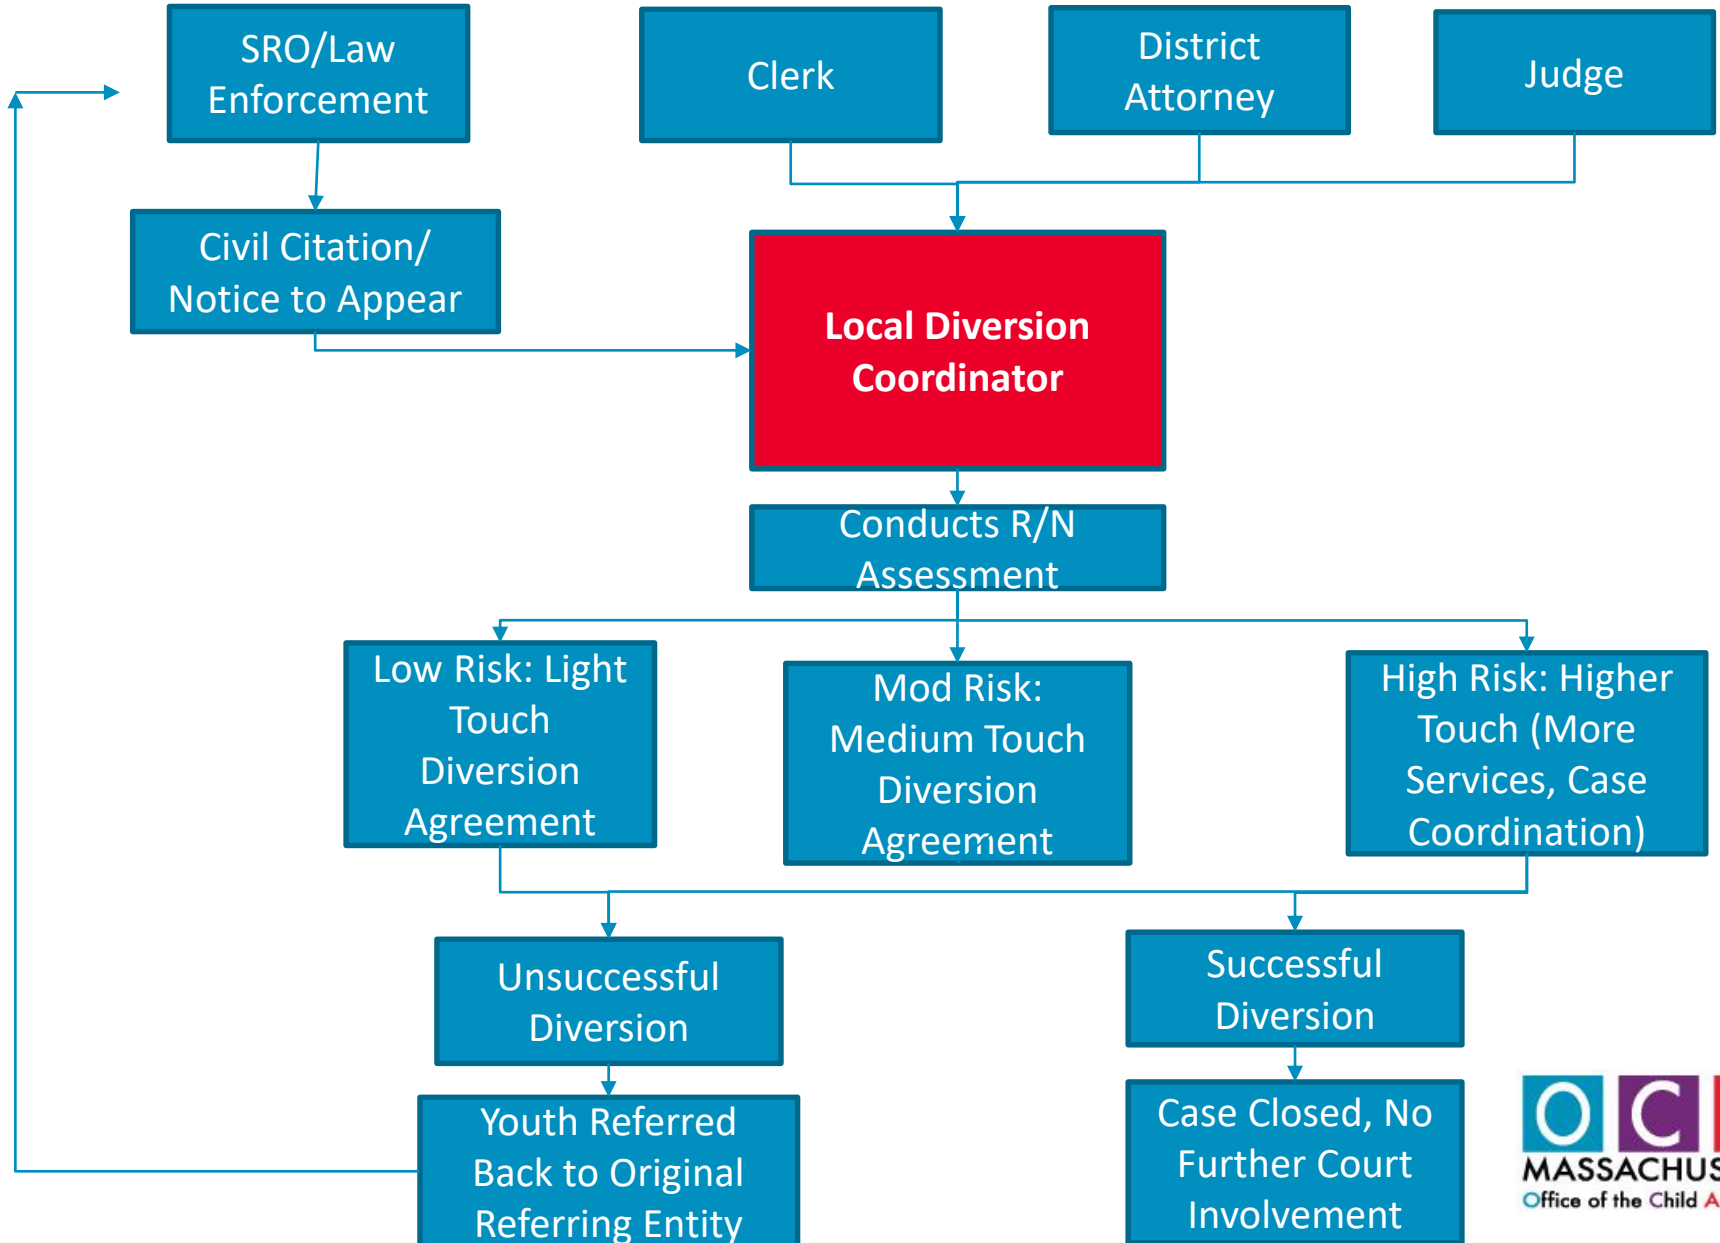 SRO/Law
Enforcement
Clerk
District
Attorney
Judge
Civil Citation/
Notice to Appear
Local Diversion
Coordinator
Conducts R/N
Assessment
Low Risk: Light
Touch
Diversion
Agreement
Mod Risk:
Medium Touch
Diversion
Agreement
High Risk: Higher
Touch (More
Services, Case
Coordination)
Unsuccessful
Diversion
Successful
Diversion
Youth Referred
Back to Original
Referring Entity
Case Closed, No
Further Court
Involvement
OC
MASSACHUS
Office of the Child A